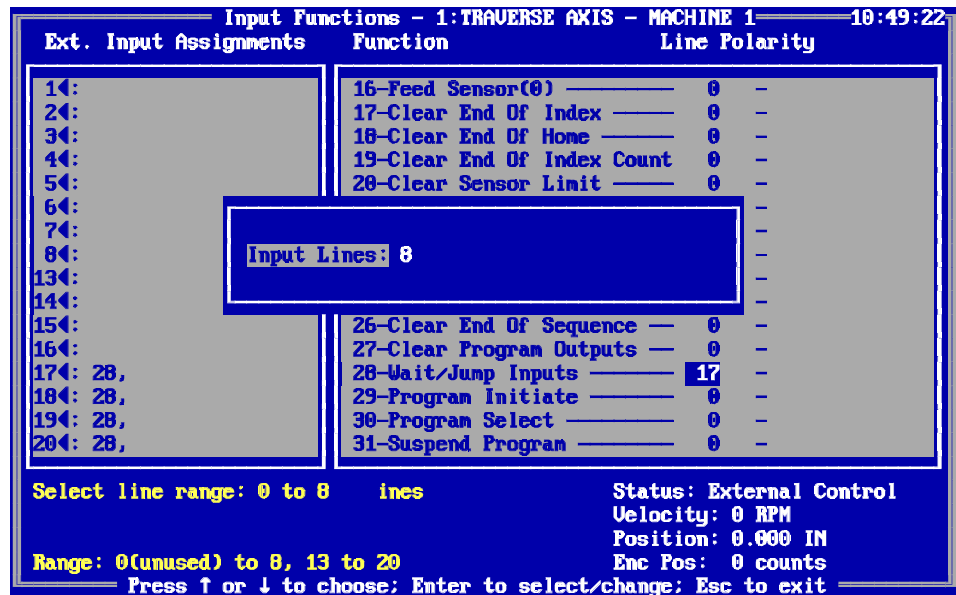 Input Functions - 1:TRAVERSE AXIS - MACHINE 1 10:49:22
Ext. Input Assignments Function Line Polarity
1◄: 16-Feed Sensor(0) 0 -
2◄: 17-Clear End Of Index 0 -
3◄: 18-Clear End Of Home 0 -
4◄: 19-Clear End Of Index Count 0 -
5◄: 20-Clear Sensor Limit 0 -
6◄: -
7◄: -
8◄: Input Lines: 8 -
13◄: -
14◄: -
15◄: 26-Clear End Of Sequence 0 -
16◄: 27-Clear Program Outputs 0 -
17◄: 28, 28-Wait/Jump Inputs 17 -
18◄: 28, 29-Program Initiate 0 -
19◄: 28, 30-Program Select 0 -
20◄: 28, 31-Suspend Program 0 -
Select line range: 0 to 8 ines Status: External Control
Velocity: 0 RPM
Position: 0.000 IN
Range: 0(unused) to 8, 13 to 20 Enc Pos: 0 counts
Press ↑ or ↓ to choose; Enter to select/change; Esc to exit